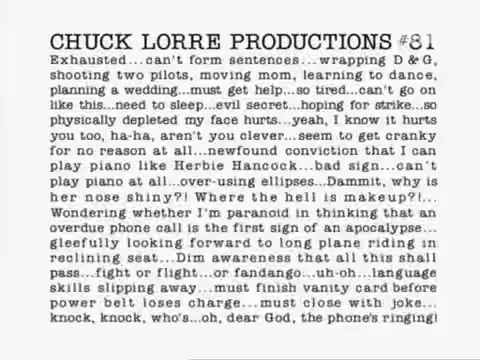 CHUCK LORRE PRODUCTIONS #81
Exhausted...can't form sentences...wrapping D & G,
shooting two pilots, moving mom, learning to dance,
planning a wedding...must get help...so tired...can't go on
like this...need to sleep...evil secret...hoping for strike...so
physically depleted my face hurts...yeah, I know it hurts
you too, ha-ha, aren't you clever...seem to get cranky
for no reason at all...newfound conviction that I can
play piano like Herbie Hancock...bad sign...can't
play piano at all...over-using ellipses...Dammit, why is
her nose shiny?! Where the hell is makeup?!...
Wondering whether I'm paranoid in thinking that an
overdue phone call is the first sign of an apocalypse...
gleefully looking forward to long plane riding in
reclining seat...Dim awareness that all this shall
pass...fight or flight...or fandango...uh-oh...language
skills slipping away...must finish vanity card before
power belt loses charge...must close with joke...
knock, knock, who's...oh, dear God, the phone's ringing!